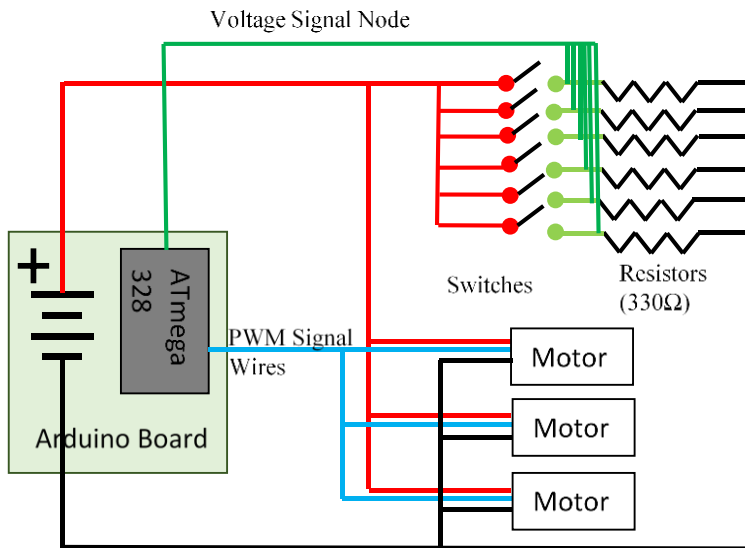 Voltage Signal Node
Switches
Resistors
(330Ω)
+
ATmega
328
PWM Signal
Wires
Arduino Board
Motor
Motor
Motor